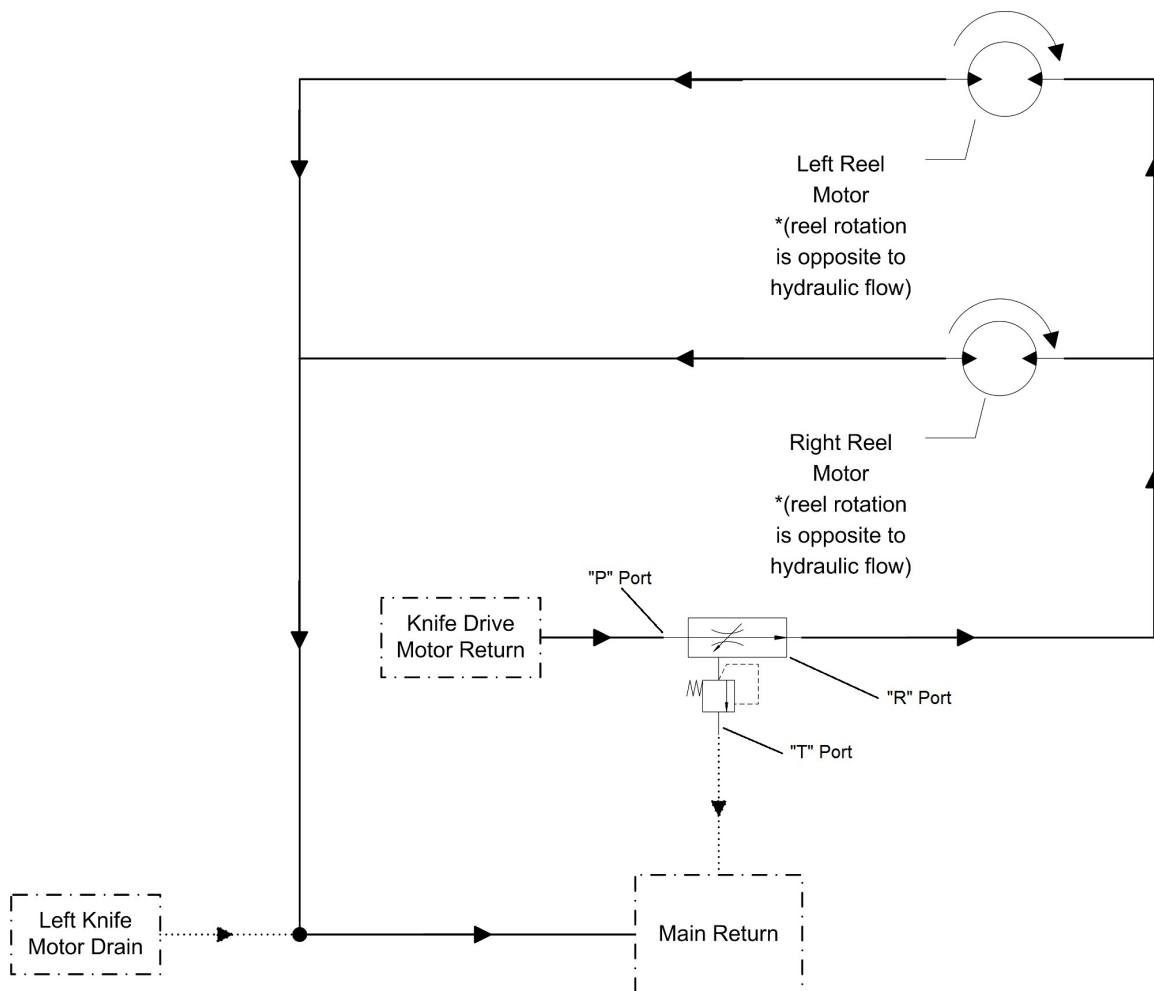 Left Reel
Motor
*(reel rotation
is opposite to
hydraulic flow)
Right Reel
Motor
*(reel rotation
is opposite to
hydraulic flow)
"P" Port
Knife Drive
Motor Return
"R" Port
"T" Port
Left Knife
Motor Drain
Main Return